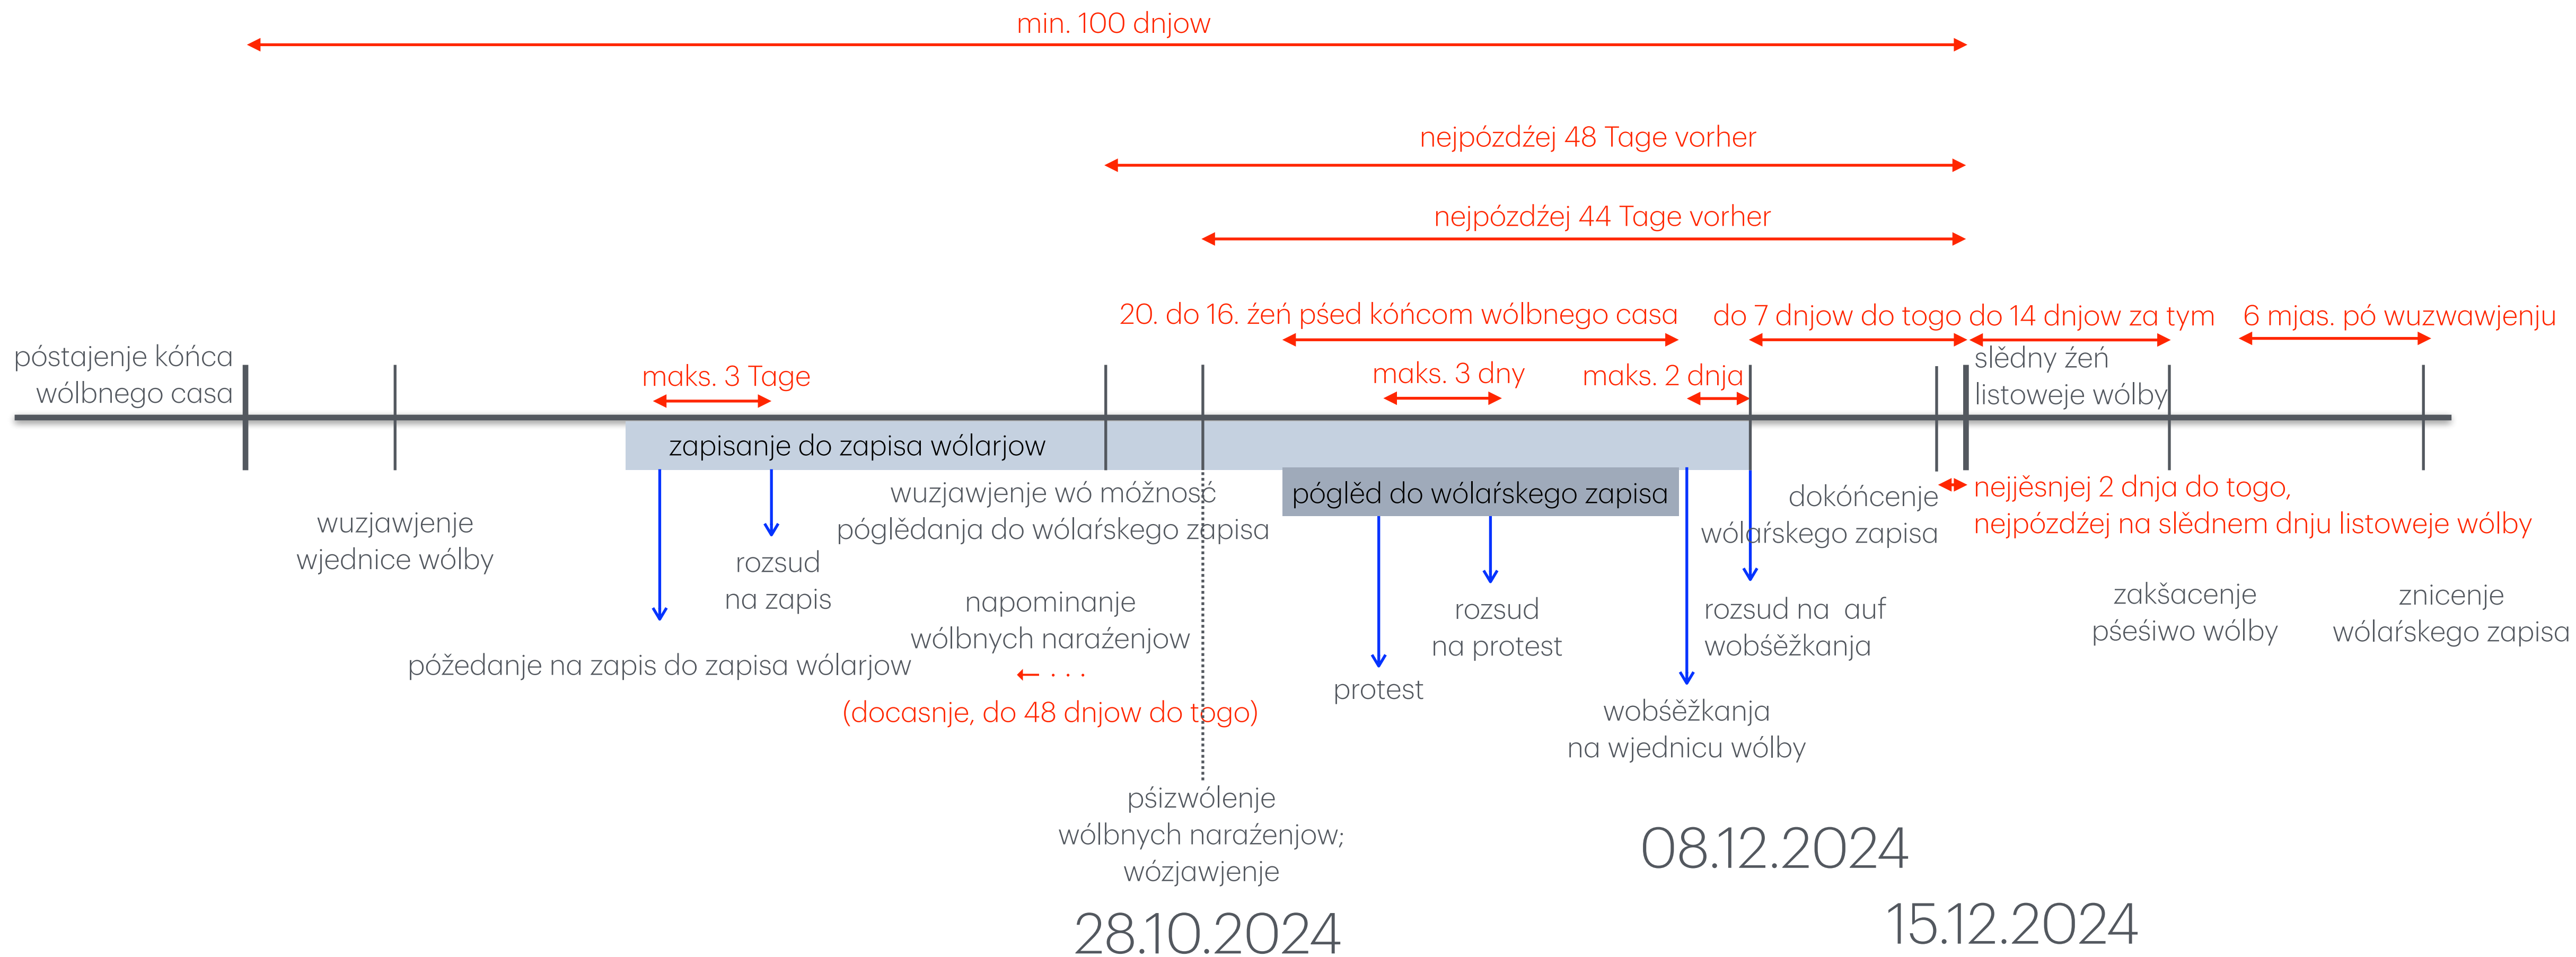 min. 100 dnjow
nejpózdźej 48 Tage vorher
nejpózdźej 44 Tage vorher
20. do 16. źeń pśed kóńcom wólbnego casa
do 7 dnjow do togo
do 14 dnjow za tym
6 mjas. pó wuzwawjenju
póstajenje kóńca
wólbnego casa
maks. 3 Tage
maks. 3 dny
maks. 2 dnja
slědny źeń
listoweje wólby
zapisanje do zapisa wólarjow
póglěd do wólaŕskego zapisa
wuzjawjenje
wjednice wólby
rozsud
na zapis
póžedanje na zapis do zapisa wólarjow
wuzjawjenje wó móžnosć
póglědanja do wólaŕskego zapisa
napominanje
wólbnych naraźenjow
(docasnje, do 48 dnjow do togo)
pśizwólenje
wólbnych naraźenjow;
wózjawjenje
28.10.2024
protest
rozsud
na protest
wobśěžkanja
na wjednicu wólby
rozsud na auf
wobśěžkanja
08.12.2024
dokóńcenje
wólaŕskego zapisa
nejjěsnjej 2 dnja do togo,
nejpózdźej na slědnem dnju listoweje wólby
15.12.2024
zakšacenje
pśeśiwo wólby
znicenje
wólaŕskego zapisa